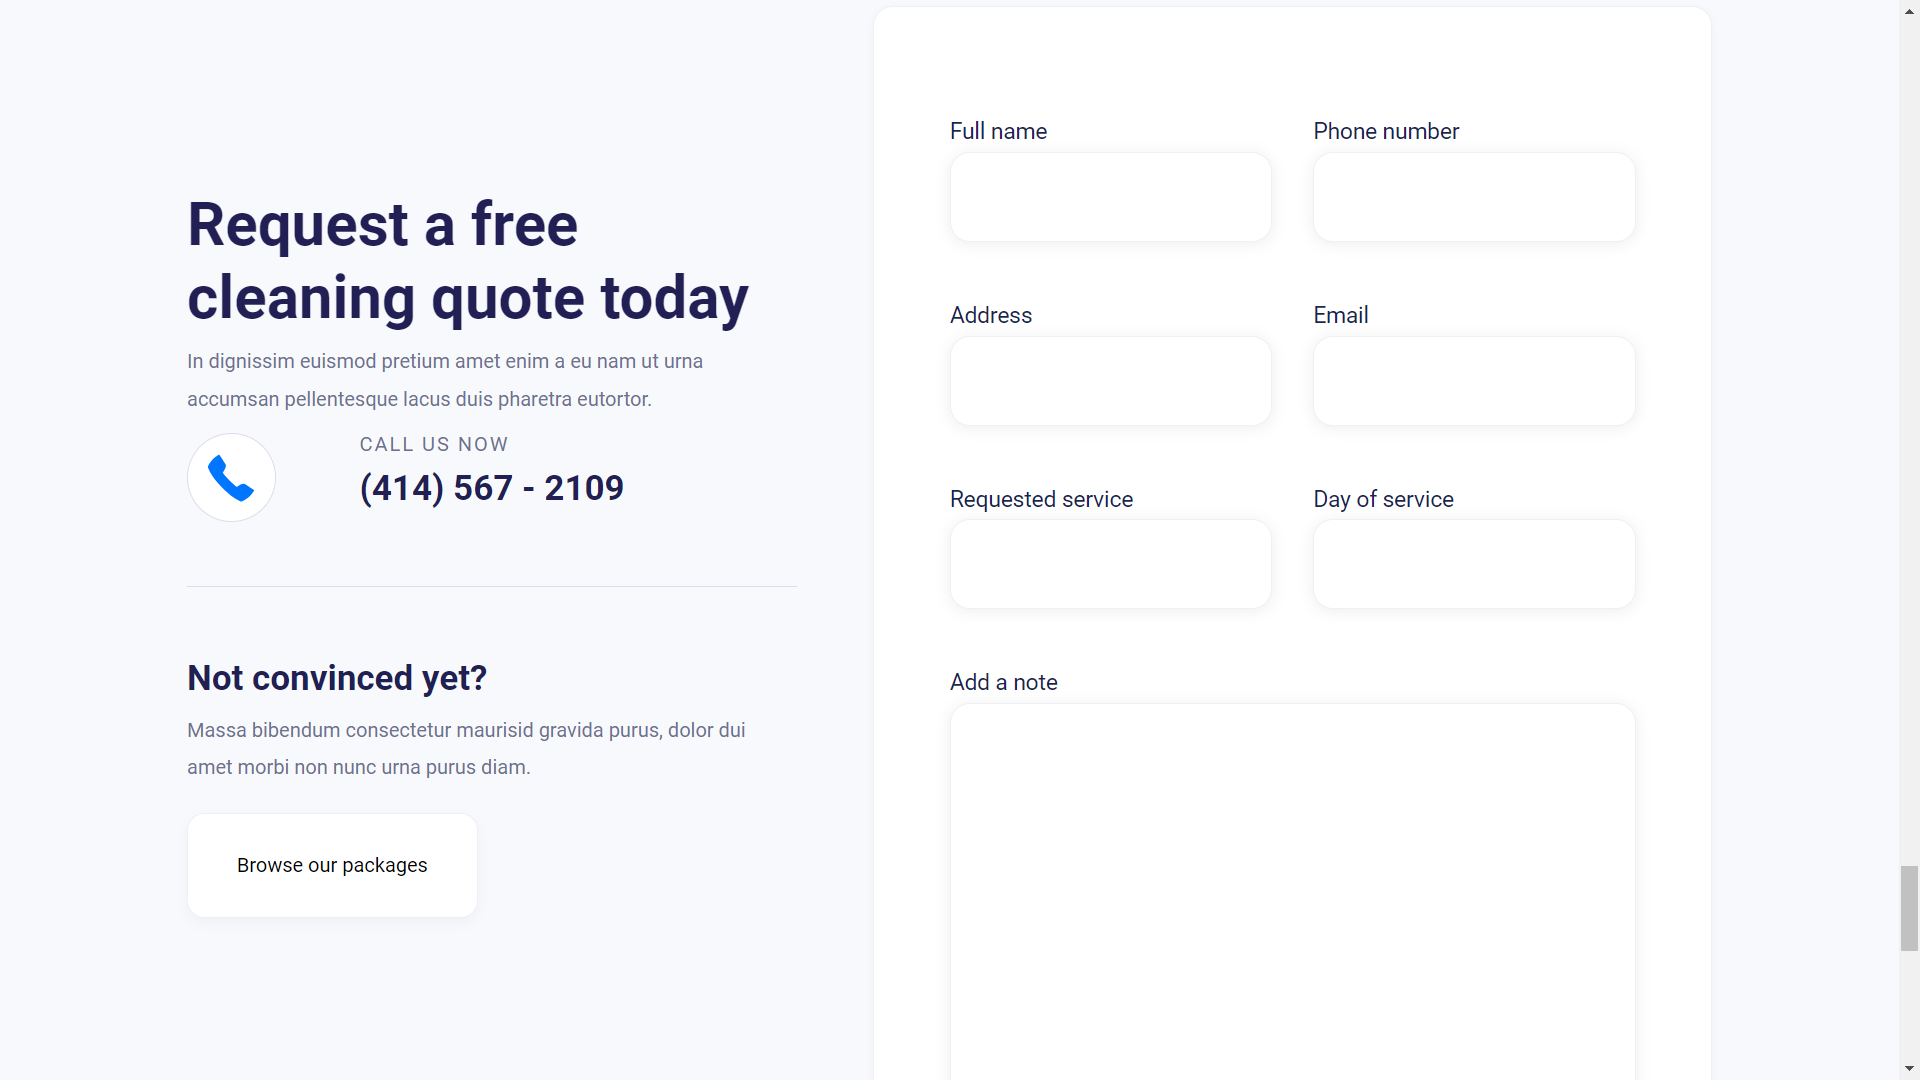 Request a free
cleaning quote today
In dignissim euismod pretium amet enim a eu nam ut urna
accumsan pellentesque lacus duis pharetra eutortor.
CALL US NOW
(414) 567 - 2109
Not convinced yet?
Massa bibendum consectetur maurisid gravida purus, dolor dui
amet morbi non nunc urna purus diam.
Browse our packages
Full name
Phone number
Address
Email
Requested service
Day of service
Add a note